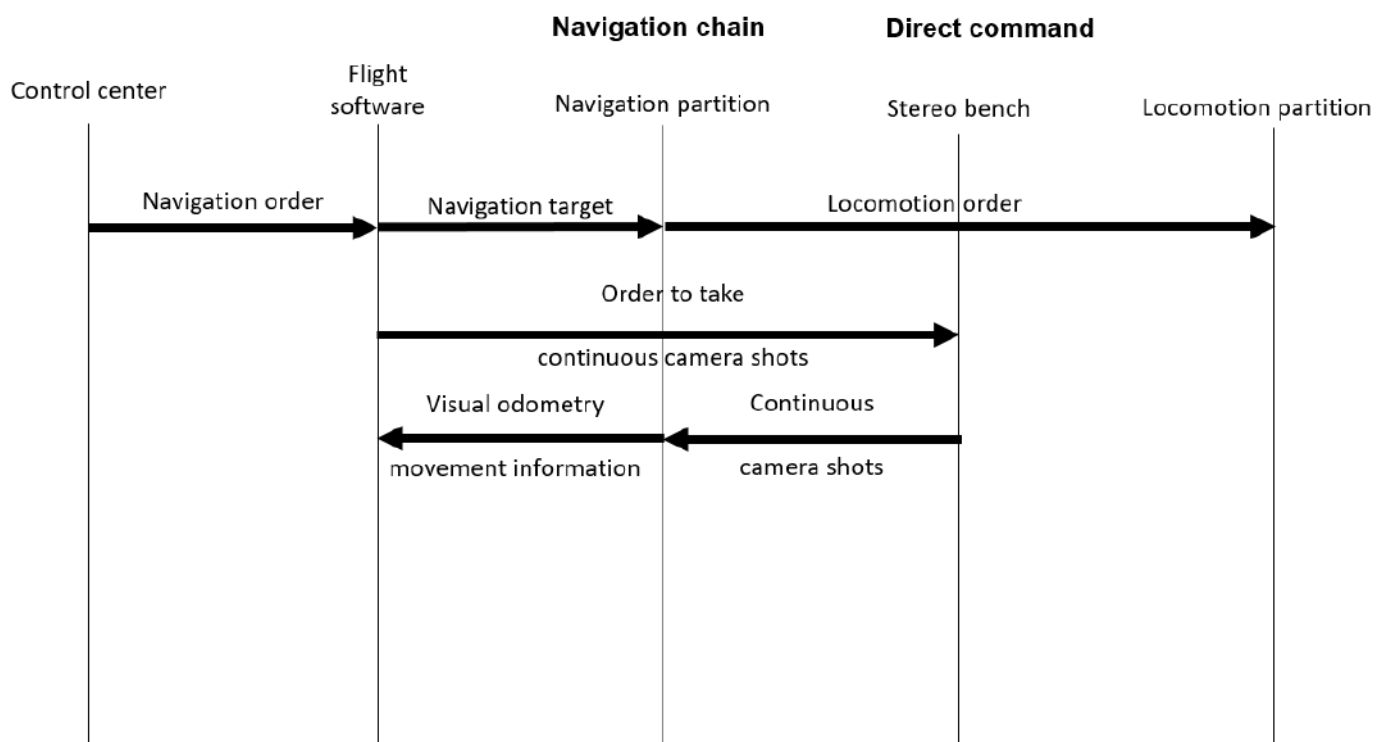 Navigation chain
Direct command
Control center
Flight
software
Navigation partition
Stereo bench
Locomotion partition
Navigation order
Navigation target
Locomotion order
Order to take
continuous camera shots
Visual odometry
movement information
Continuous
camera shots